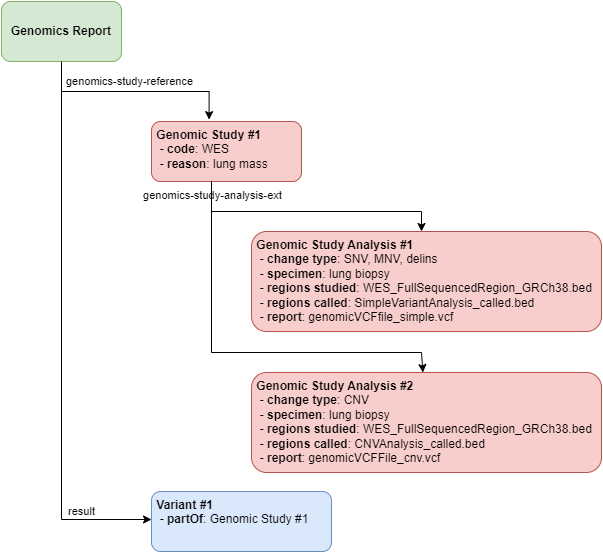 Genomics Report
genomics-study-reference
Genomic Study #1
- code: WES
- reason: lung mass
genomics-study-analysis-ext
Genomic Study Analysis #1
- change type: SNV, MNV, delins
- specimen: lung biopsy
- regions studied: WES_FullSequencedRegion_GRCh38.bed
- regions called: SimpleVariantAnalysis_called.bed
- report: genomicVCFfile_simple.vcf
Genomic Study Analysis #2
- change type: CNV
- specimen: lung biopsy
- regions studied: WES_FullSequencedRegion_GRCh38.bed
- regions called: CNVAnalysis_called.bed
- report: genomicVCFFile_cnv.vcf
result
Variant #1
- partOf: Genomic Study #1